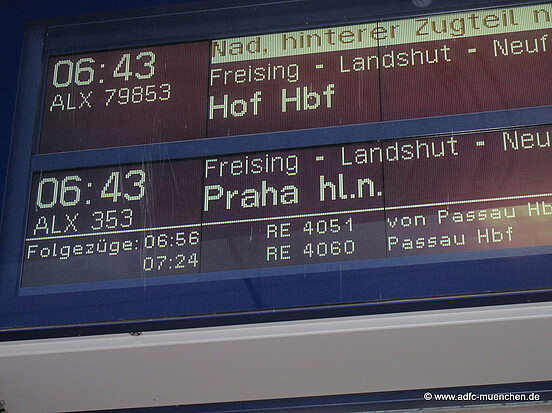 Nad, hinterer Zugteil
06:43 Freising - Landshut - Neuf
ALX 79853 Hof Hbf
06:43 Freising - Landshut - Neu
ALX 353 Praha hl.n.
Folgezüge: 06:56 RE 4051 von Passau Hb
07:24 RE 4060 Passau Hbf
© www.adfc-muenchen.de